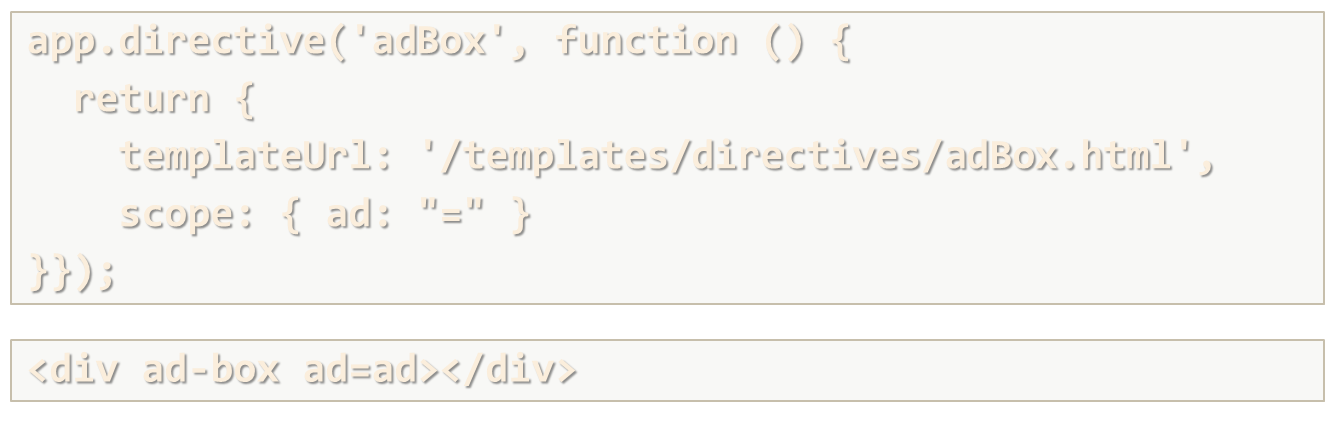 app.directive('adBox', function () {
  return {
    templateUrl: '/templates/directives/adBox.html',
    scope: { ad: "=" }
}});
<div ad-box ad=ad></div>